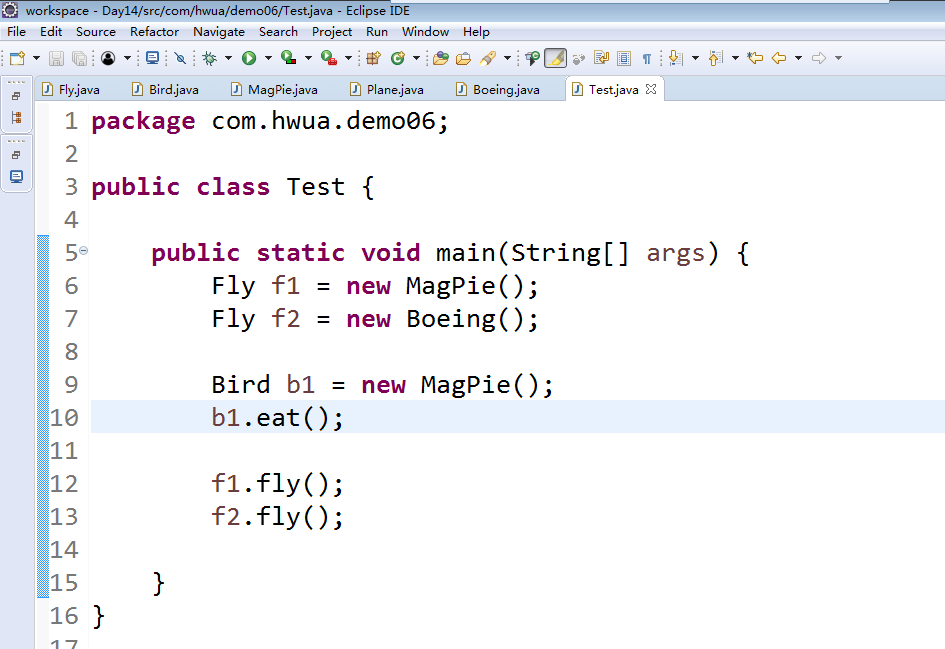 workspace - Day14/src/com/hwua/demo06/Test.java - Eclipse IDE
File Edit Source Refactor Navigate Search Project Run Window Help
Fly.java Bird.java MagPie.java Plane.java Boeing.java Test.java
1 package com.hwua.demo06;
2
3 public class Test {
4
5 public static void main(String[] args) {
6 Fly f1 = new MagPie();
7 Fly f2 = new Boeing();
8
9 Bird b1 = new MagPie();
10 b1.eat();
11
12 f1.fly();
13 f2.fly();
14
15 }
16 }
17